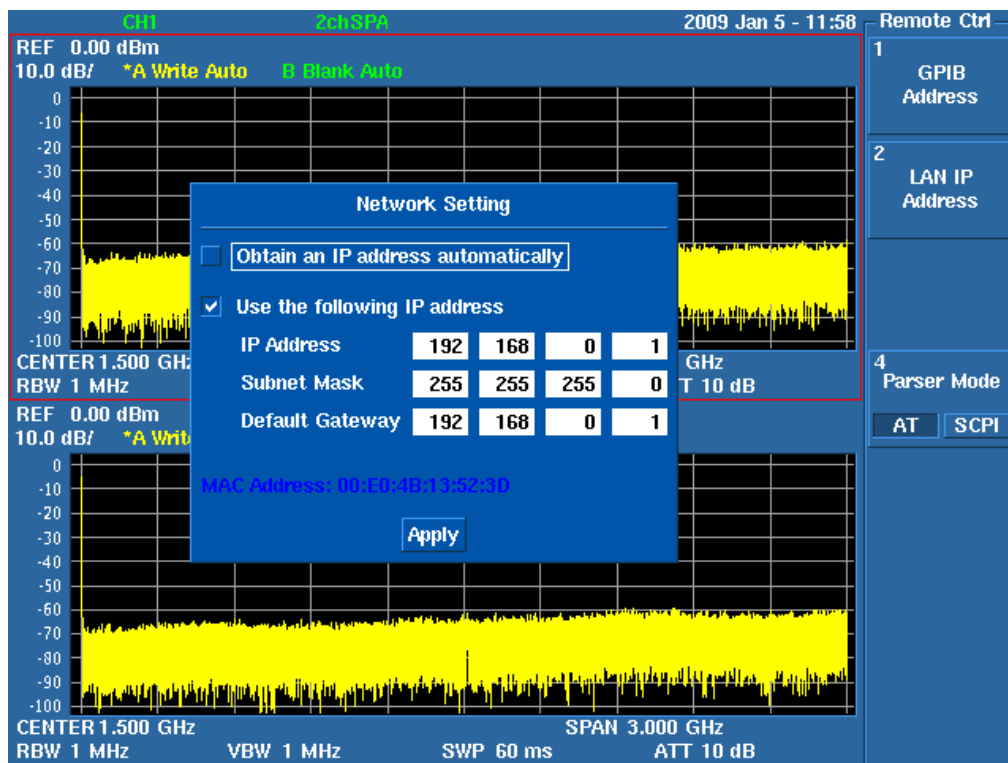 CH1 2chSPA 2009 Jan 5 - 11:58
REF 0.00 dBm
10.0 dB/ *A Write Auto B Blank Auto
0
-10
-20
-30
-40
-50
-60
-70
-80
-90
-100
CENTER 1.500 GHz GHz
RBW 1 MHz T 10 dB
Network Setting
Obtain an IP address automatically
Use the following IP address
IP Address 192 168 0 1
Subnet Mask 255 255 255 0
Default Gateway 192 168 0 1
MAC Address: 00:E0:4B:13:52:3D
Apply
REF 0.00 dBm
10.0 dB/ *A Writ
0
-10
-20
-30
-40
-50
-60
-70
-80
-90
-100
CENTER 1.500 GHz SPAN 3.000 GHz
RBW 1 MHz VBW 1 MHz SWP 60 ms ATT 10 dB
Remote Ctrl
1
GPIB
Address
2
LAN IP
Address
4
Parser Mode
AT SCPI